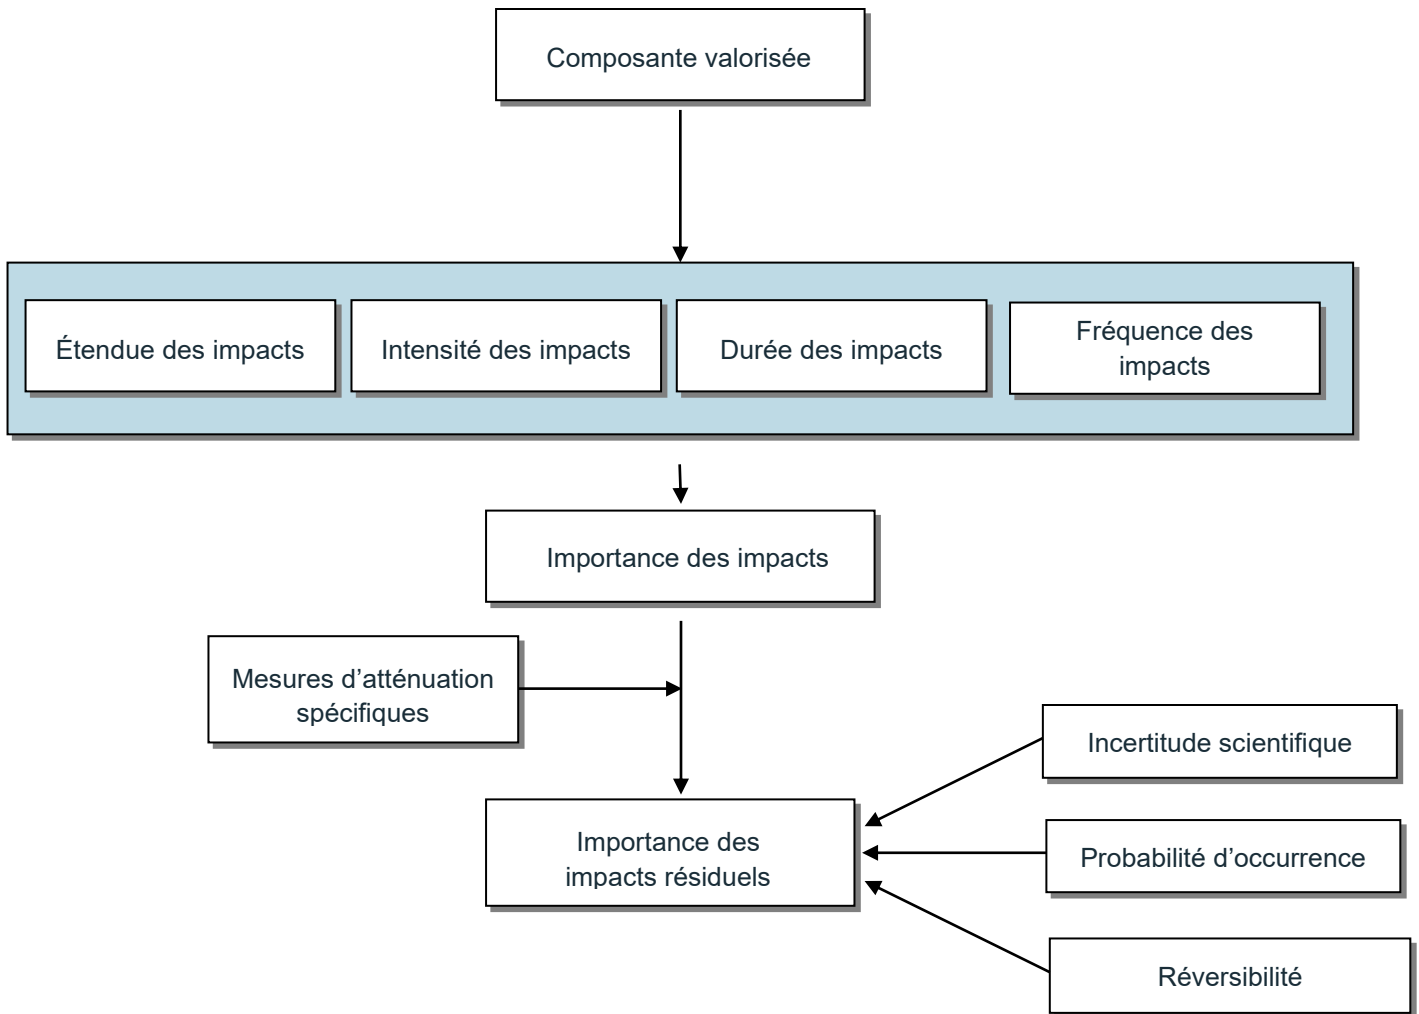 Composante valorisée
Étendue des impacts
Intensité des impacts
Durée des impacts
Fréquence des
impacts
Importance des impacts
Mesures d’atténuation
spécifiques
Importance des
impacts résiduels
Incertitude scientifique
Probabilité d’occurrence
Réversibilité